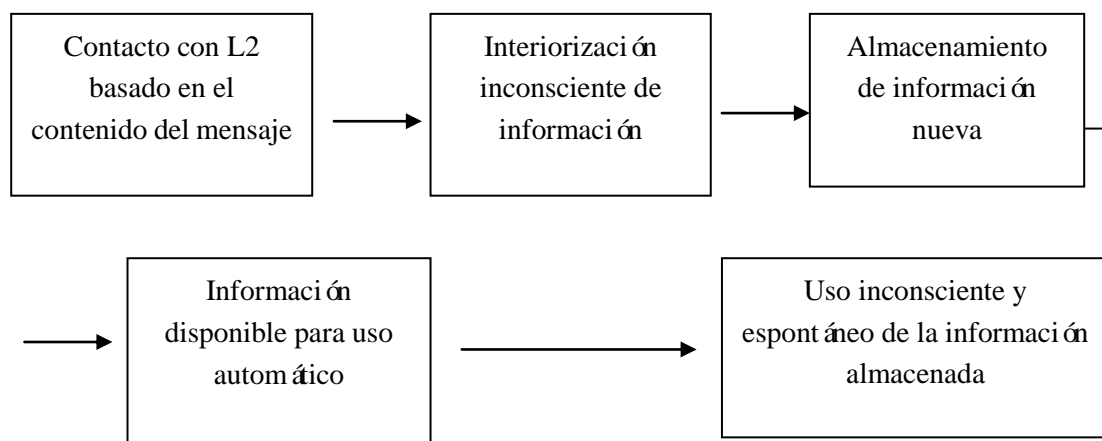 Contacto con L2
basado en el
contenido del mensaje
Interiorización
inconsciente de
información
Almacenamiento
de información
nueva
Información
disponible para uso
automático
Uso inconsciente y
espontáneo de la información
almacenada